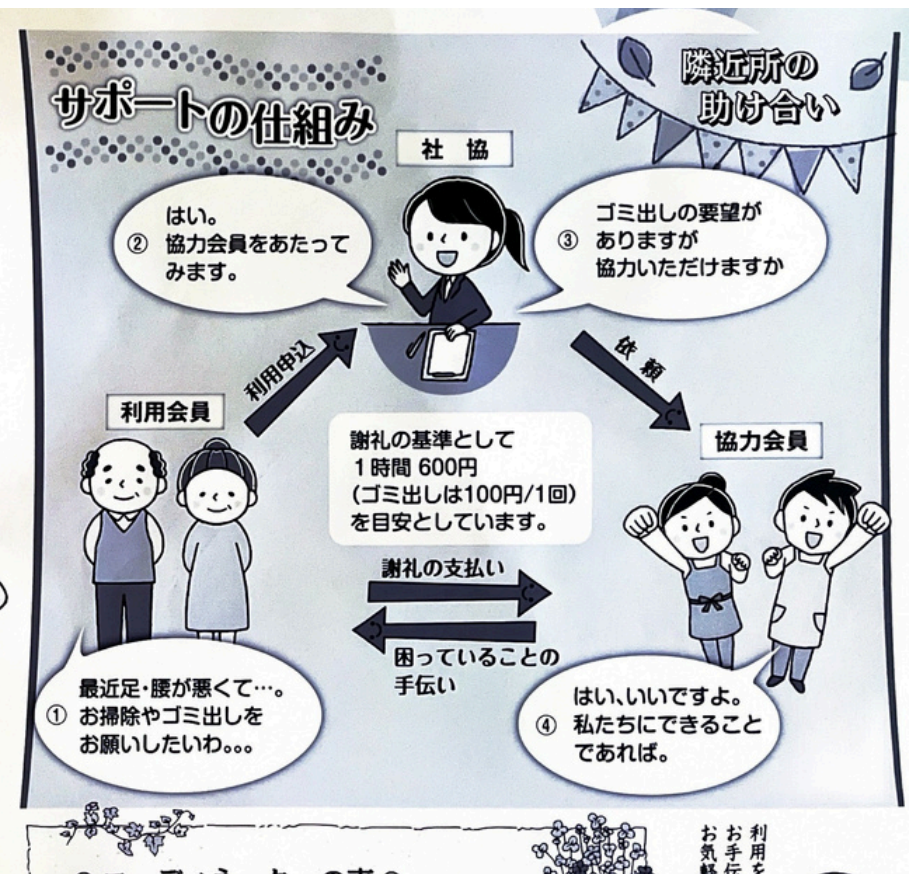 サポートの仕組み
隣近所の
助け合い
社協
はい。
② 協力会員をあたって
みます。
ゴミ出しの要望が
③ ありますが
協力いただけますか
利用申込
依頼
利用会員
協力会員
謝礼の基準として
1時間 600円
(ゴミ出しは100円/1回)
を目安としています。
謝礼の支払い
困っていることの
手伝い
最近足・腰が悪くて…。
① お掃除やゴミ出しを
お願いしたいわ。。。
はい、いいですよ。
④ 私たちにできること
であれば。
利用を
お手伝
お気軽